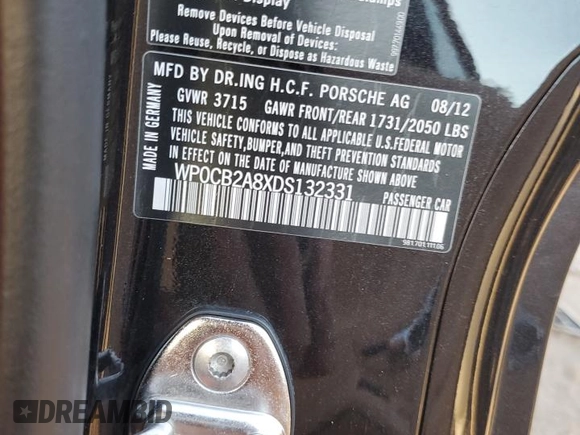 Display
Remove Devices Before Vehicle Disposal
Upon Removal of Devices:
Please Reuse, Recycle, or Dispose as Hazardous Waste
MFD BY DR.ING H.C.F. PORSCHE AG 08/12
GVWR 3715 GAWR FRONT/REAR 1731/2050 LBS
THIS VEHICLE CONFORMS TO ALL APPLICABLE U.S.FEDERAL MOTOR
VEHICLE SAFETY,BUMPER,AND THEFT PREVENTION STANDARDS
IN EFFECT ON THE DATE OF MANUFACTURE SHOWN ABOVE
WP0CB2A8XDS132331 PASSENGER CAR
MADE IN GERMANY
MADE IN GERMANY
981.701.111.06
DREAMBID